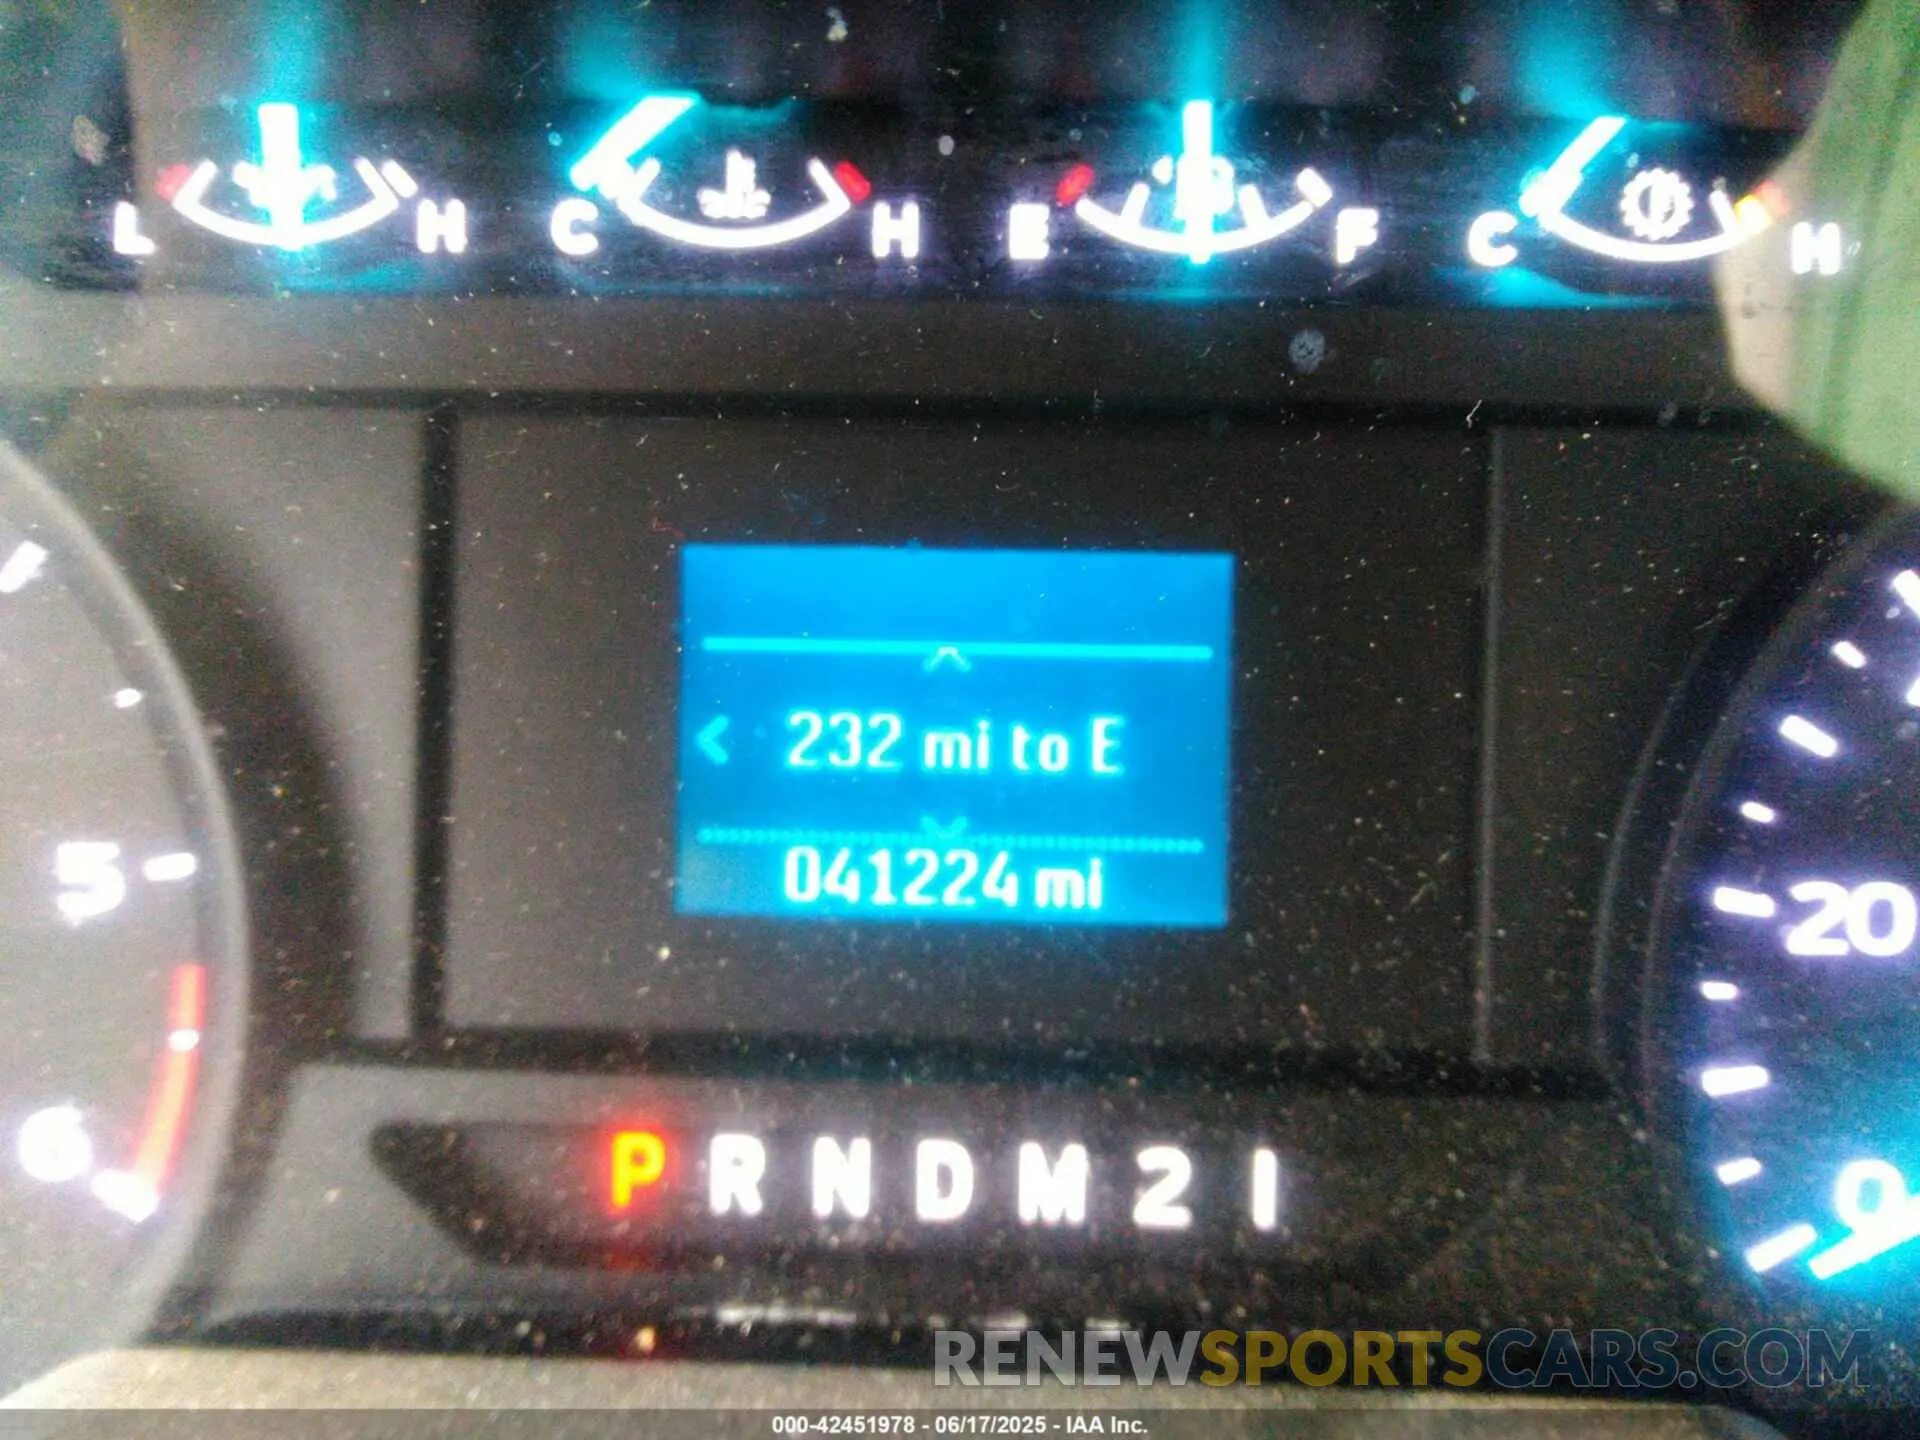 L H C H E F C H
232 mi to E
041224 mi
5
20
6
0
P R N D M 2 1
RENEWSPORTSCARS.COM
000-42451978 - 06/17/2025 - IAA Inc.